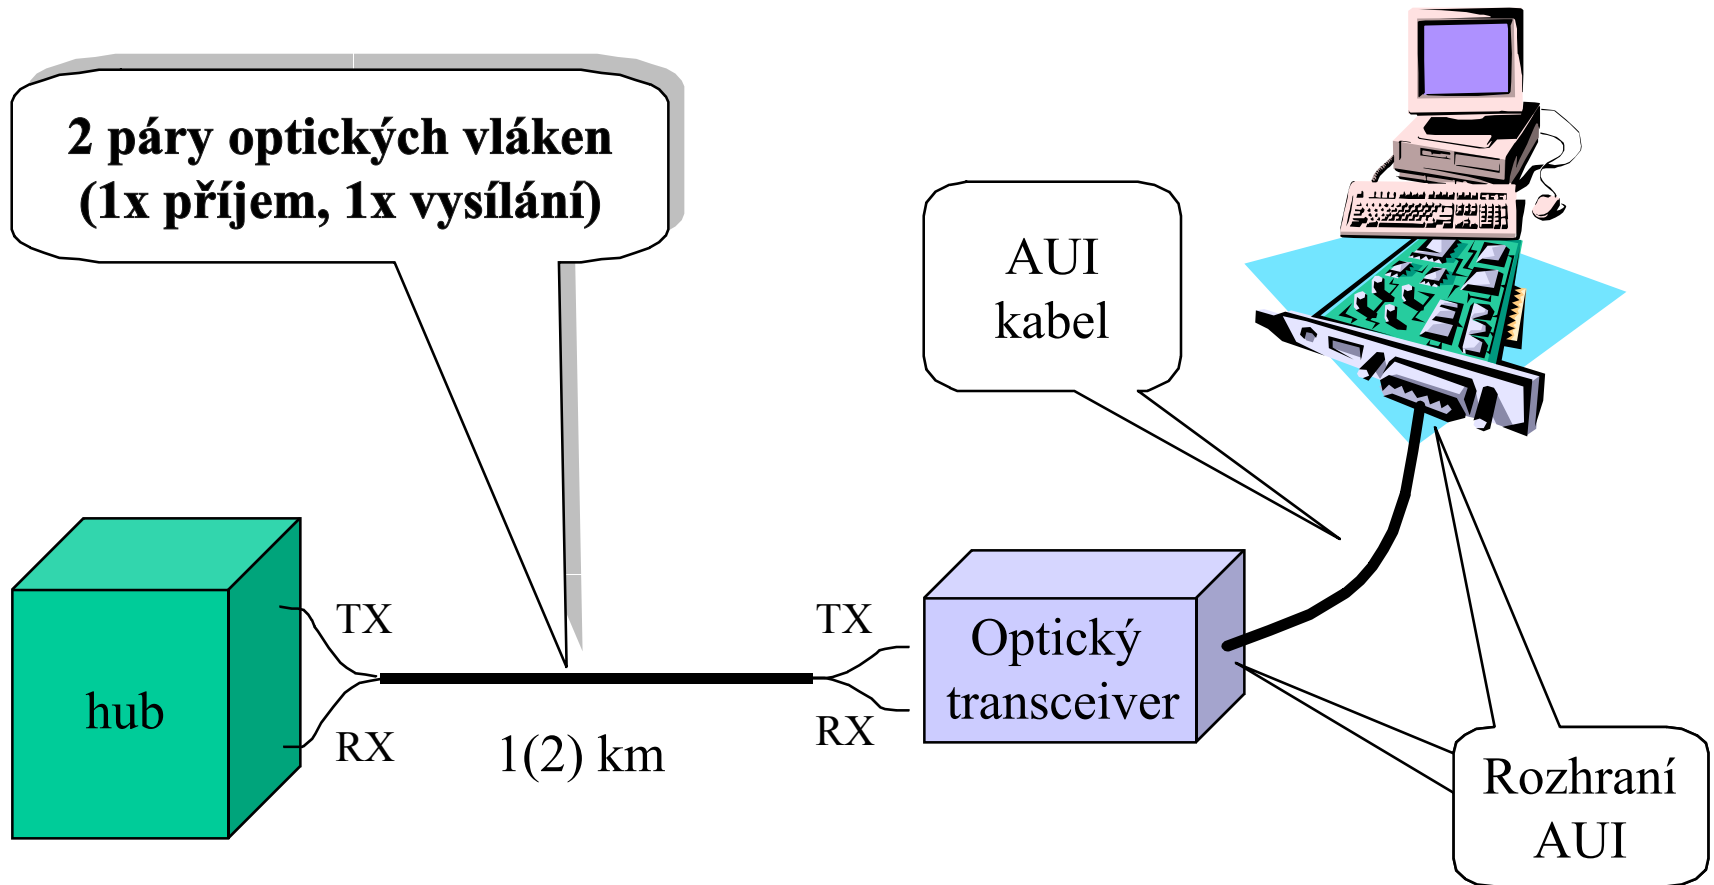 2 páry optických vláken
(1x příjem, 1x vysílání)
AUI
kabel
TX
TX
Optický
transceiver
hub
RX
RX
1(2) km
Rozhraní
AUI